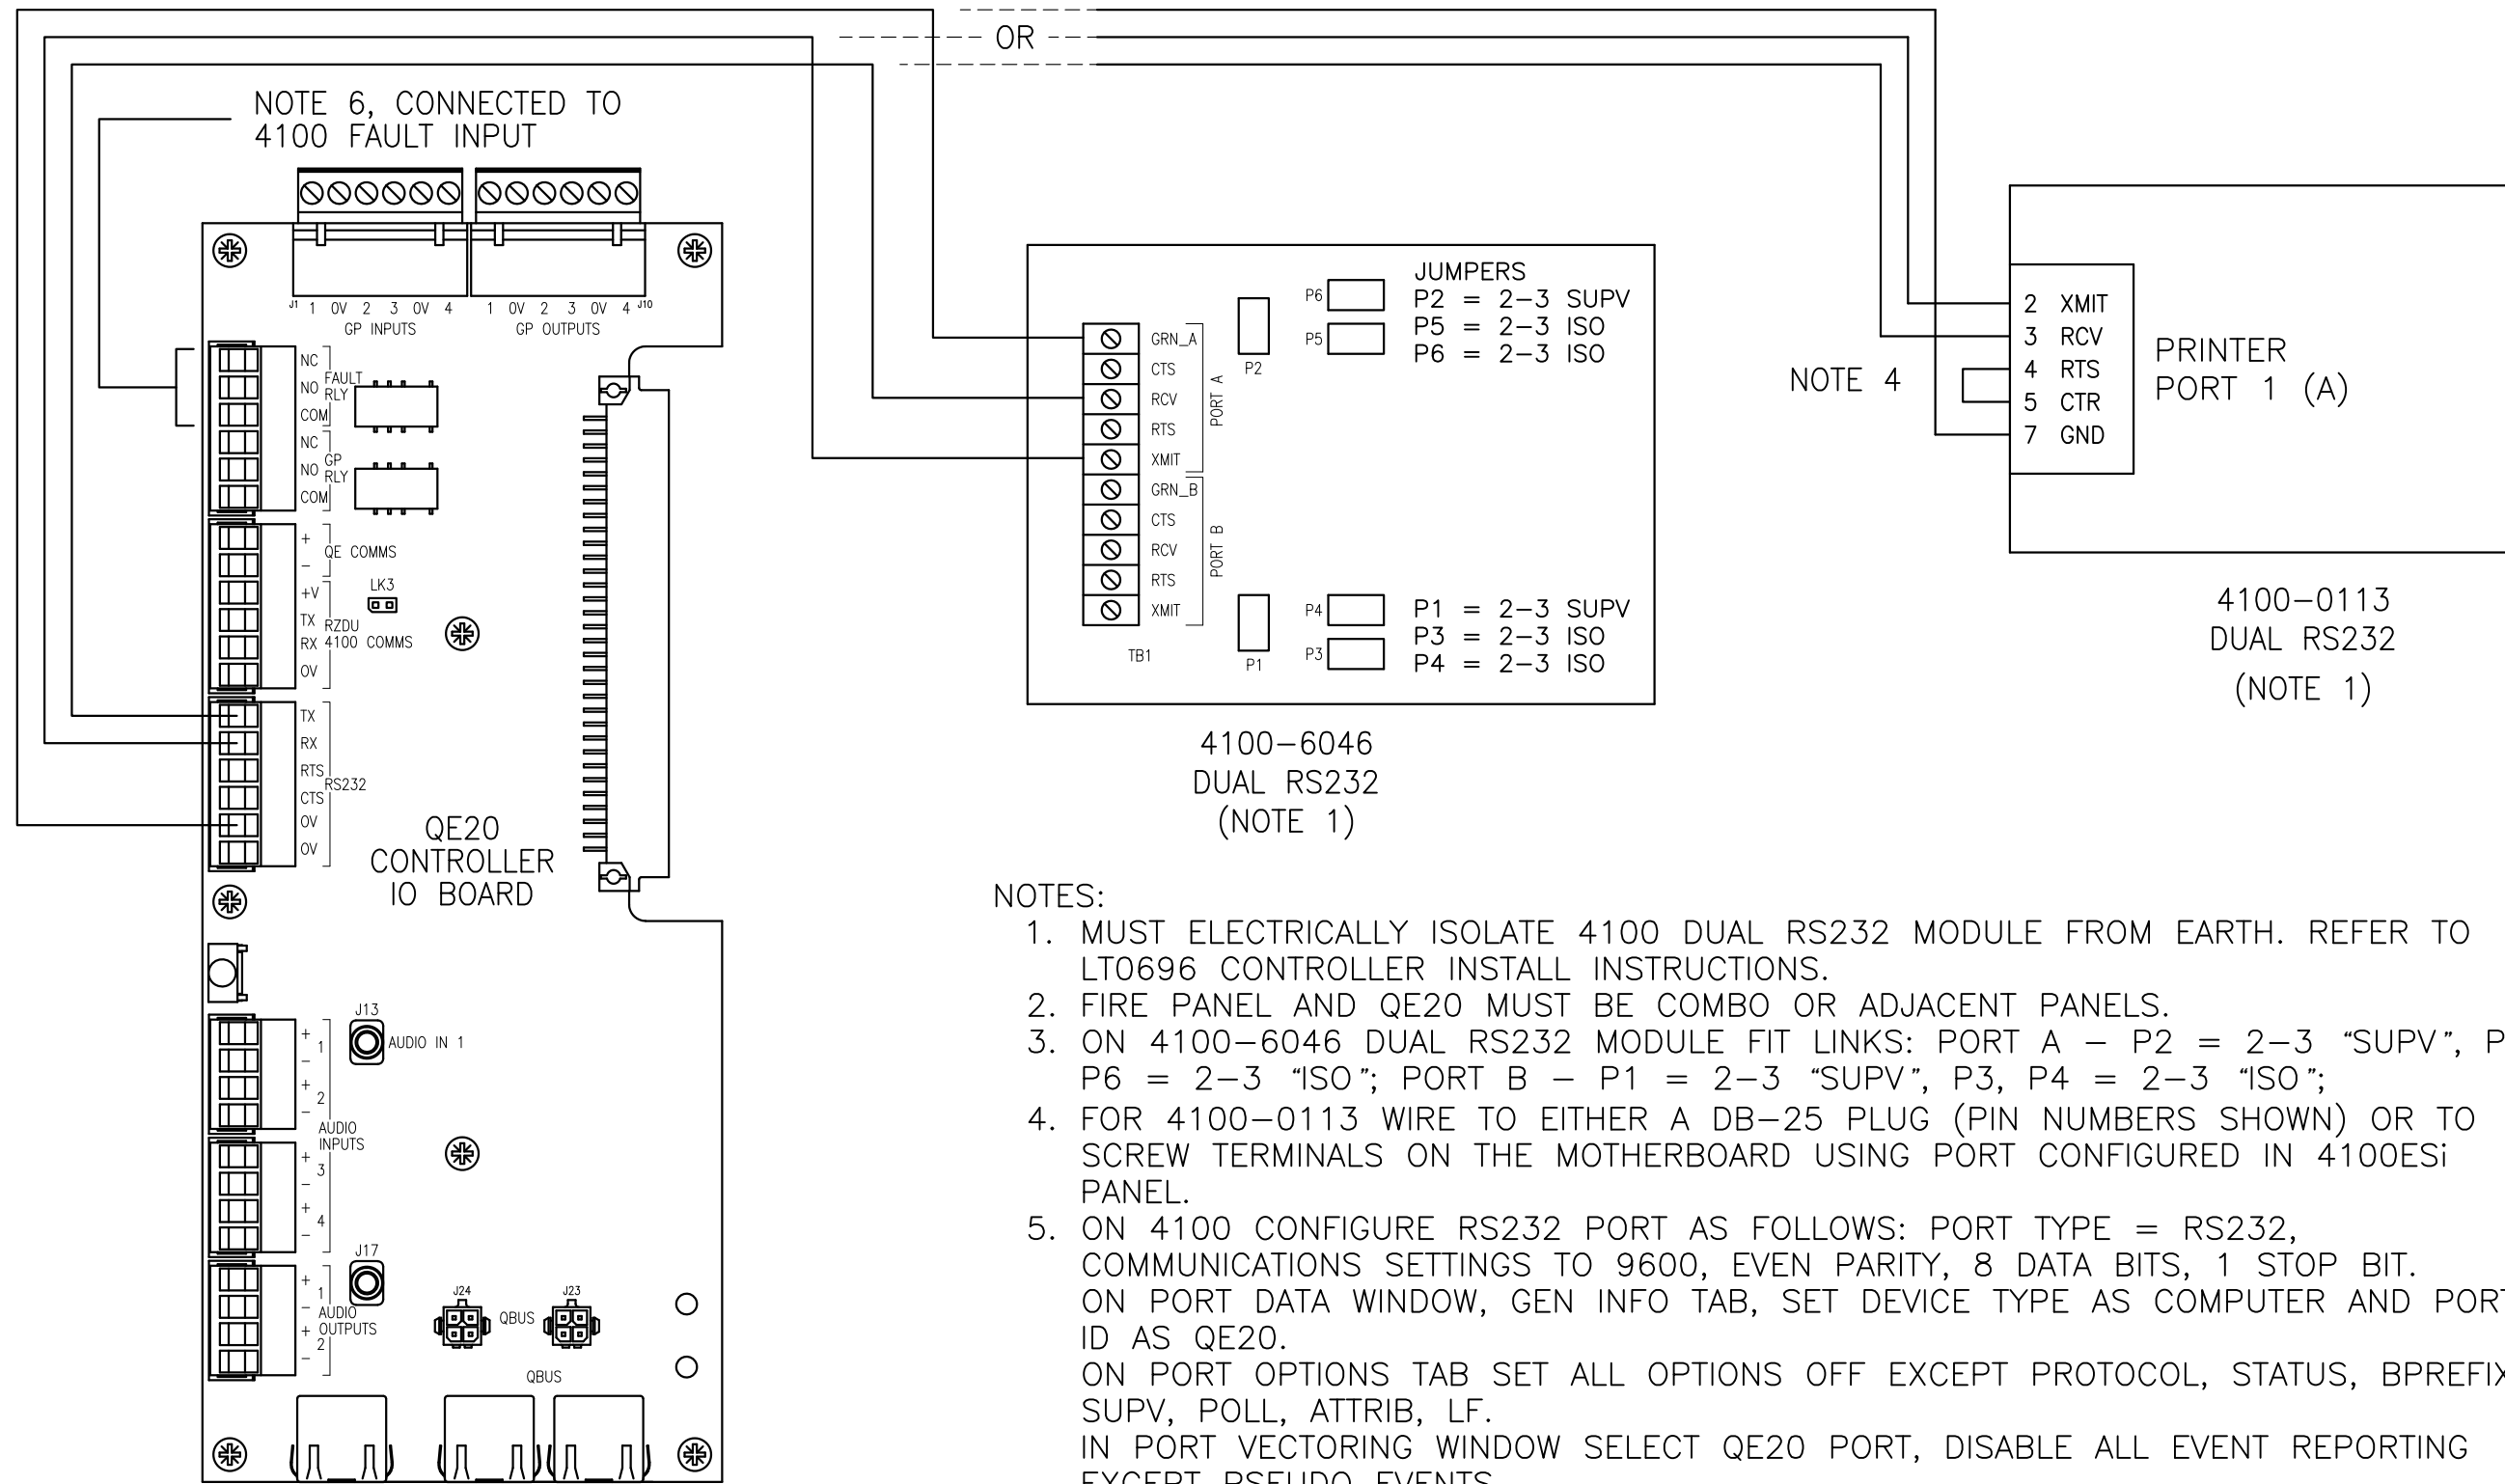 OR
NOTE 6, CONNECTED TO
4100 FAULT INPUT
J1 1 0V 2 3 0V 4
GP INPUTS
1 0V 2 3 0V 4 J10
GP OUTPUTS
NC
NO
COM
FAULT
RLY
NC
NO
COM
GP
RLY
+
-
QE COMMS
LK3
+V
TX
RX
0V
RZDU
4100 COMMS
TX
RX
RTS
CTS
0V
0V
RS232
QE20
CONTROLLER
IO BOARD
J13
AUDIO IN 1
+
1
-
+
2
-
AUDIO
INPUTS
+
3
-
+
4
-
J17
+
1
-
AUDIO
OUTPUTS
+
2
-
J24
QBUS
J23
QBUS
GRN_A
CTS
RCV
RTS
XMIT
PORT A
GRN_B
CTS
RCV
RTS
XMIT
PORT B
TB1
P2
P6
P5
JUMPERS
P2 = 2-3 SUPV
P5 = 2-3 ISO
P6 = 2-3 ISO
P1
P4
P3
P1 = 2-3 SUPV
P3 = 2-3 ISO
P4 = 2-3 ISO
4100-6046
DUAL RS232
(NOTE 1)
NOTE 4
2 XMIT
3 RCV
4 RTS
5 CTR
7 GND
PRINTER
PORT 1 (A)
4100-0113
DUAL RS232
(NOTE 1)
NOTES:
1. MUST ELECTRICALLY ISOLATE 4100 DUAL RS232 MODULE FROM EARTH. REFER TO
LT0696 CONTROLLER INSTALL INSTRUCTIONS.
2. FIRE PANEL AND QE20 MUST BE COMBO OR ADJACENT PANELS.
3. ON 4100-6046 DUAL RS232 MODULE FIT LINKS: PORT A - P2 = 2-3 “SUPV”,
P6 = 2-3 “ISO”; PORT B - P1 = 2-3 “SUPV”, P3, P4 = 2-3 “ISO”;
4. FOR 4100-0113 WIRE TO EITHER A DB-25 PLUG (PIN NUMBERS SHOWN) OR TO
SCREW TERMINALS ON THE MOTHERBOARD USING PORT CONFIGURED IN 4100ESi
PANEL.
5. ON 4100 CONFIGURE RS232 PORT AS FOLLOWS: PORT TYPE = RS232,
COMMUNICATIONS SETTINGS TO 9600, EVEN PARITY, 8 DATA BITS, 1 STOP BIT.
ON PORT DATA WINDOW, GEN INFO TAB, SET DEVICE TYPE AS COMPUTER AND PORT
ID AS QE20.
ON PORT OPTIONS TAB SET ALL OPTIONS OFF EXCEPT PROTOCOL, STATUS, BPREFIX
SUPV, POLL, ATTRIB, LF.
IN PORT VECTORING WINDOW SELECT QE20 PORT, DISABLE ALL EVENT REPORTING
EXCEPT PSEUDO EVENTS